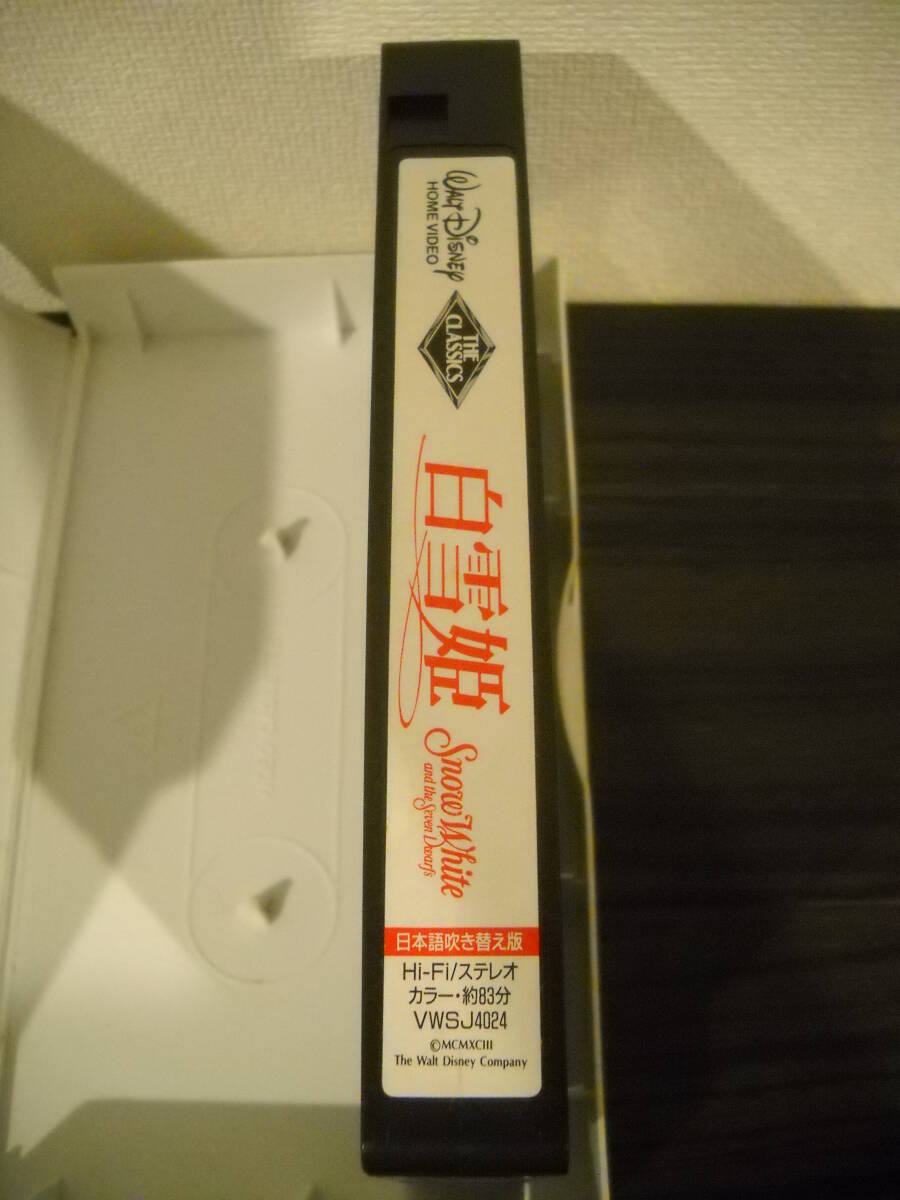 WALT DISNEY
HOME VIDEO
THE
CLASSICS
白雪姫
Snow White
and the Seven Dwarfs
日本語吹き替え版
Hi-Fi/ステレオ
カラー・約83分
VWSJ4024
©MCMXCIII
The Walt Disney Company